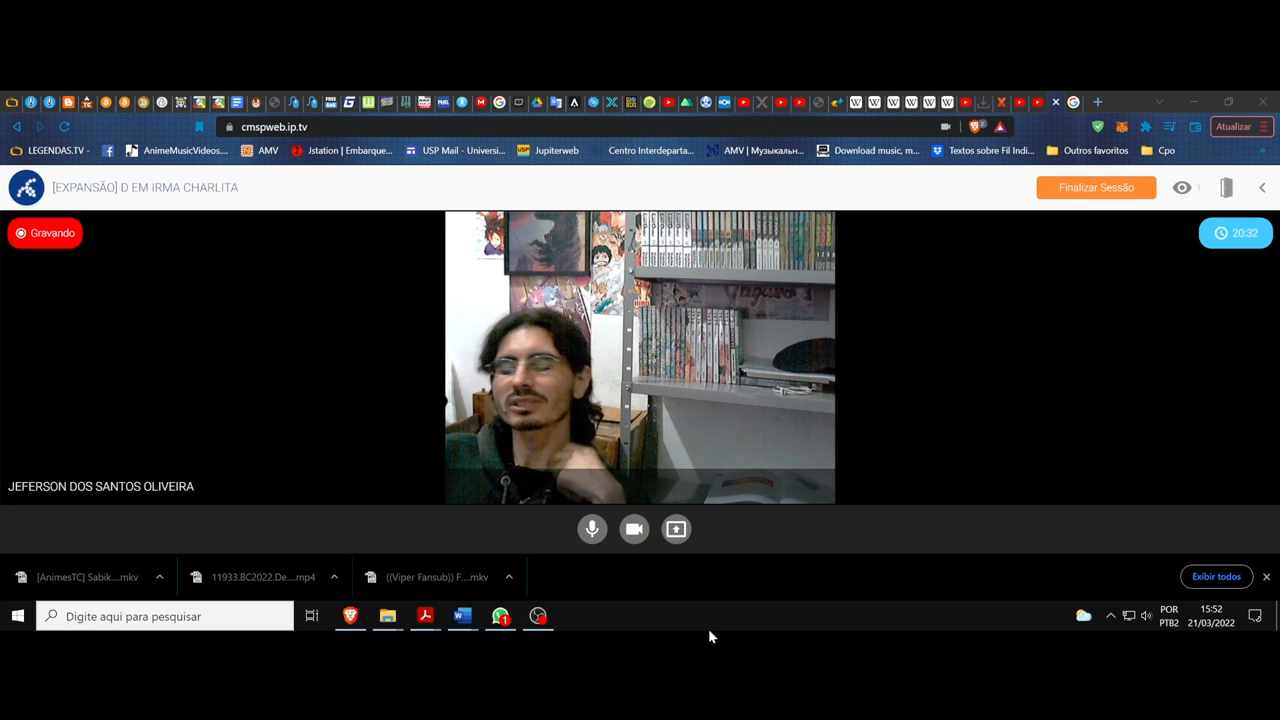 cmspweb.ip.tv
Atualizar
LEGENDAS.TV -
AnimeMusicVideos....
AMV
Jstation | Embarque...
USP Mail - Universi...
Jupiterweb
Centro Interdeparta...
AMV | Музыкальн...
Download music, m...
Textos sobre Fil Indi...
Outros favoritos
Cpo
[EXPANSÃO] D EM IRMA CHARLITA
Finalizar Sessão
1
Gravando
20:32
JEFERSON DOS SANTOS OLIVEIRA
[AnimesTC] Sabik....mkv
11933.BC2022.De....mp4
((Viper Fansub)) F....mkv
Exibir todos
Digite aqui para pesquisar
POR
PTB2
15:52
21/03/2022